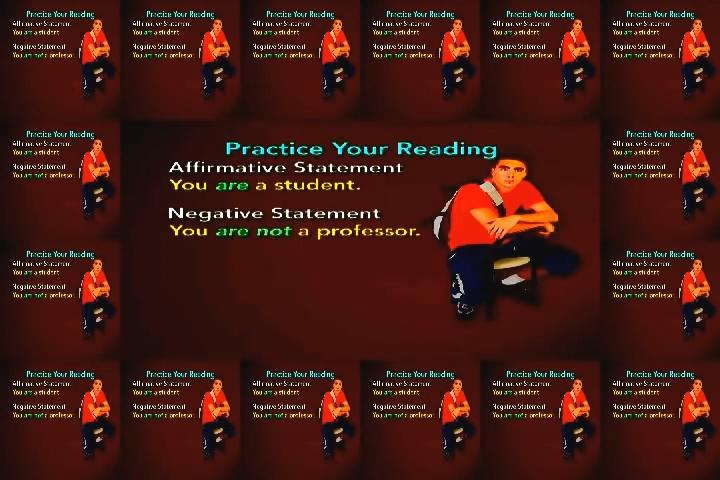 Practice Your Reading
Affirmative Statement
You are a student.
Negative Statement
You are not a professor.